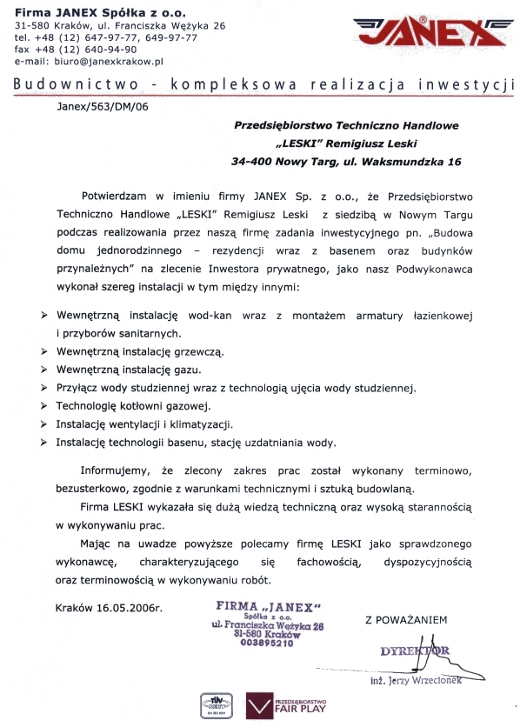 Firma JANEX Spółka z o.o.
31-580 Kraków, ul. Franciszka Wężyka 26
tel. +48 (12) 647-97-77, 649-97-77
fax +48 (12) 640-94-90
e-mail: biuro@janexkrakow.pl
JANEX
Budownictwo - kompleksowa realizacja inwestycji
Janex/563/DM/06
Przedsiębiorstwo Techniczno Handlowe
„LESKI” Remigiusz Leski
34-400 Nowy Targ, ul. Waksmundzka 16
Potwierdzam w imieniu firmy JANEX Sp. z o.o., że Przedsiębiorstwo
Techniczno Handlowe „LESKI” Remigiusz Leski z siedzibą w Nowym Targu
podczas realizowania przez naszą firmę zadania inwestycyjnego pn. „Budowa
domu jednorodzinnego – rezydencji wraz z basenem oraz budynków
przynależnych” na zlecenie Inwestora prywatnego, jako nasz Podwykonawca
wykonał szereg instalacji w tym między innymi:
➢ Wewnętrzną instalację wod-kan wraz z montażem armatury łazienkowej
i przyborów sanitarnych.
➢ Wewnętrzną instalację grzewczą.
➢ Wewnętrzną instalację gazu.
➢ Przyłącz wody studziennej wraz z technologią ujęcia wody studziennej.
➢ Technologię kotłowni gazowej.
➢ Instalację wentylacji i klimatyzacji.
➢ Instalację technologii basenu, stację uzdatniania wody.
Informujemy, że zlecony zakres prac został wykonany terminowo,
bezusterkowo, zgodnie z warunkami technicznymi i sztuką budowlaną.
Firma LESKI wykazała się dużą wiedzą techniczną oraz wysoką starannością
w wykonywaniu prac.
Mając na uwadze powyższe polecamy firmę LESKI jako sprawdzonego
wykonawcę, charakteryzującego się fachowością, dyspozycyjnością
oraz terminowością w wykonywaniu robót.
Kraków 16.05.2006r.
FIRMA „JANEX”
Spółka z o.o.
ul. Franciszka Wężyka 26
31-580 Kraków
003895210
Z POWAŻANIEM
DYREKTOR
inż. Jerzy Wrzecionek
TÜV
PRZEDSIĘBIORSTWO
FAIR PLAY